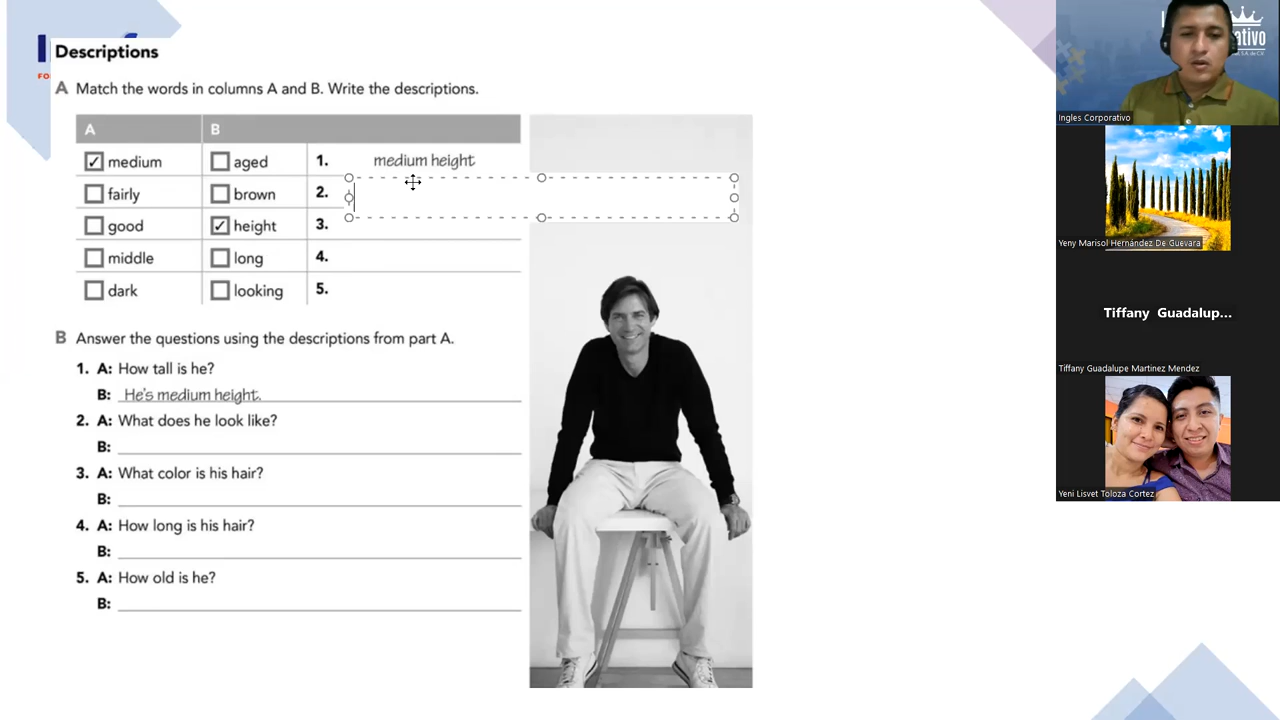 Descriptions
A Match the words in columns A and B. Write the descriptions.
A B
✓ medium aged 1. medium height
fairly brown 2.
good ✓ height 3.
middle long 4.
dark looking 5.
B Answer the questions using the descriptions from part A.
1. A: How tall is he?
B: He's medium height.
2. A: What does he look like?
B:
3. A: What color is his hair?
B:
4. A: How long is his hair?
B:
5. A: How old is he?
B:
Ingles Corporativo
Yeny Marisol Hernández De Guevara
Tiffany Guadalup...
Tiffany Guadalupe Martinez Mendez
Yeni Lisvet Toloza Cortez